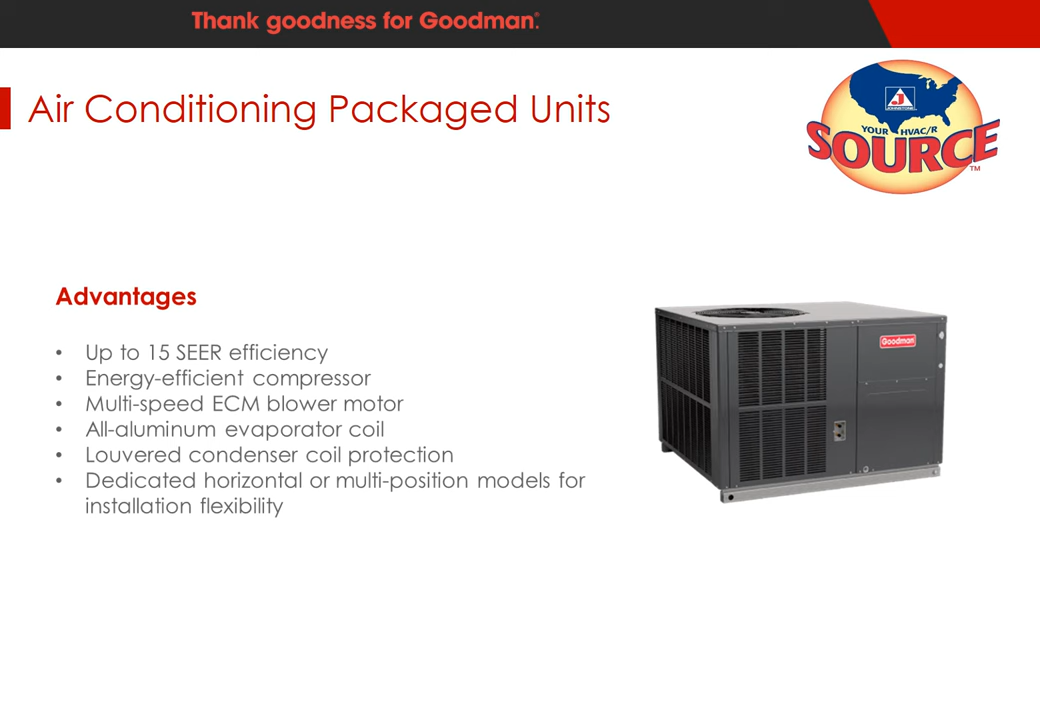 Thank goodness for Goodman.®
Air Conditioning Packaged Units
J
JOHNSTONE
YOUR HVAC/R
SOURCE™
Advantages
• Up to 15 SEER efficiency
• Energy-efficient compressor
• Multi-speed ECM blower motor
• All-aluminum evaporator coil
• Louvered condenser coil protection
• Dedicated horizontal or multi-position models for
installation flexibility
Goodman